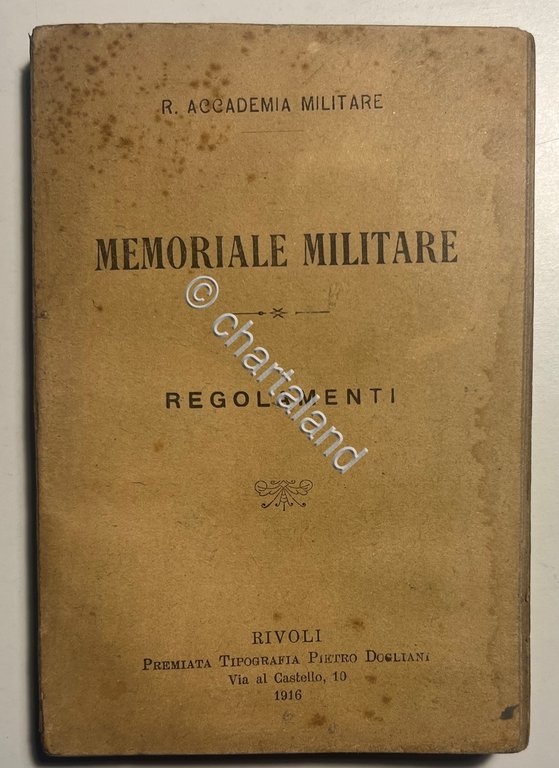 R. ACCADEMIA MILITARE
MEMORIALE MILITARE
© chartaland
REGOLAMENTI
RIVOLI
PREMIATA TIPOGRAFIA PIETRO DOGLIANI
Via al Castello, 10
1916